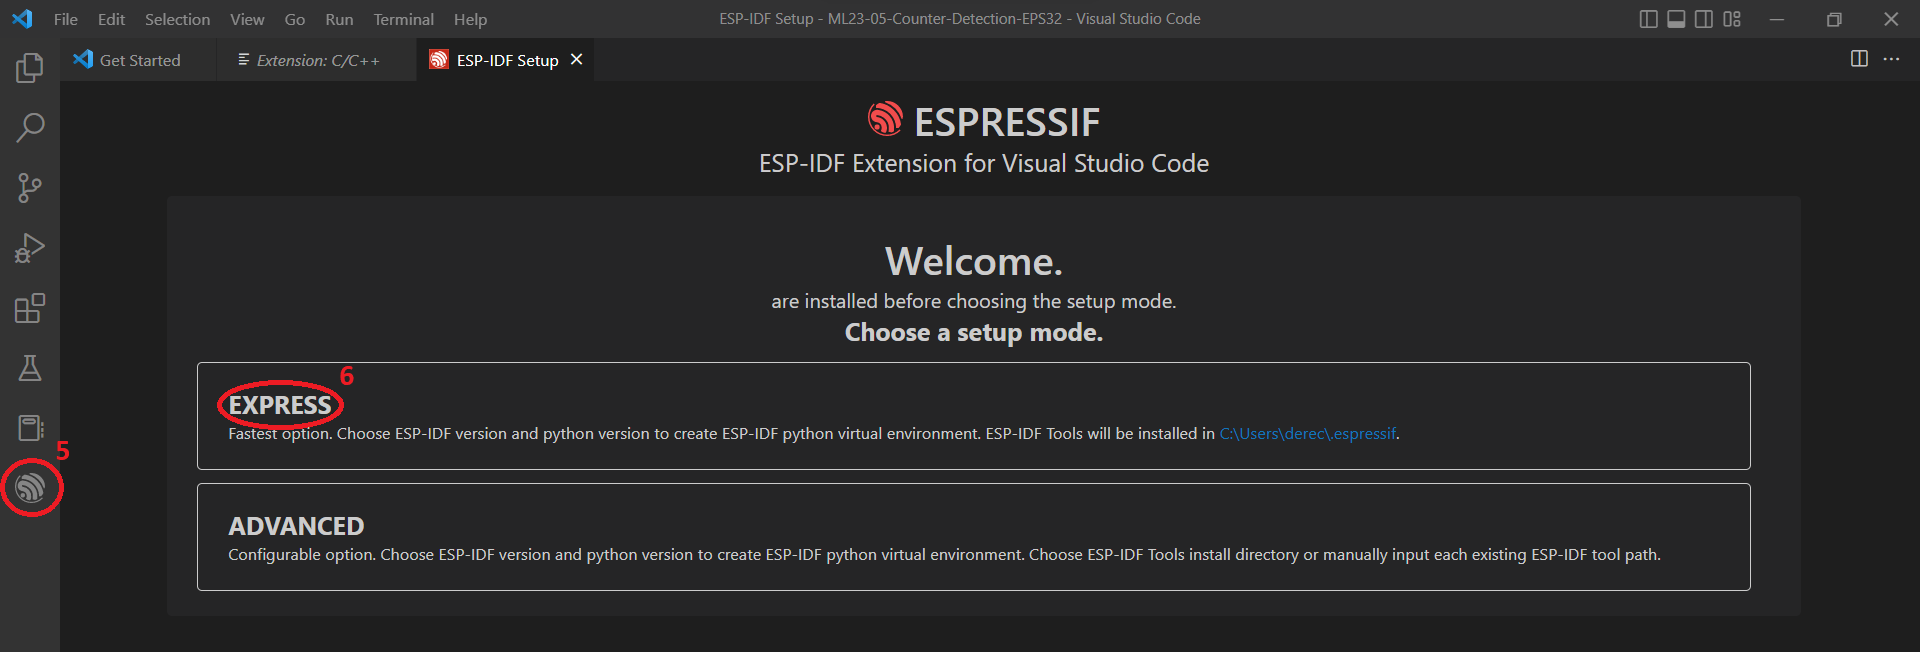 File Edit Selection View Go Run Terminal Help ESP-IDF Setup - ML23-05-Counter-Detection-EPS32 - Visual Studio Code
Get Started Extension: C/C++ ESP-IDF Setup
ESPRESSIF
ESP-IDF Extension for Visual Studio Code
Welcome.
are installed before choosing the setup mode.
Choose a setup mode.
6
EXPRESS
Fastest option. Choose ESP-IDF version and python version to create ESP-IDF python virtual environment. ESP-IDF Tools will be installed in C:\Users\derec\.espressif.
5
ADVANCED
Configurable option. Choose ESP-IDF version and python version to create ESP-IDF python virtual environment. Choose ESP-IDF Tools install directory or manually input each existing ESP-IDF tool path.